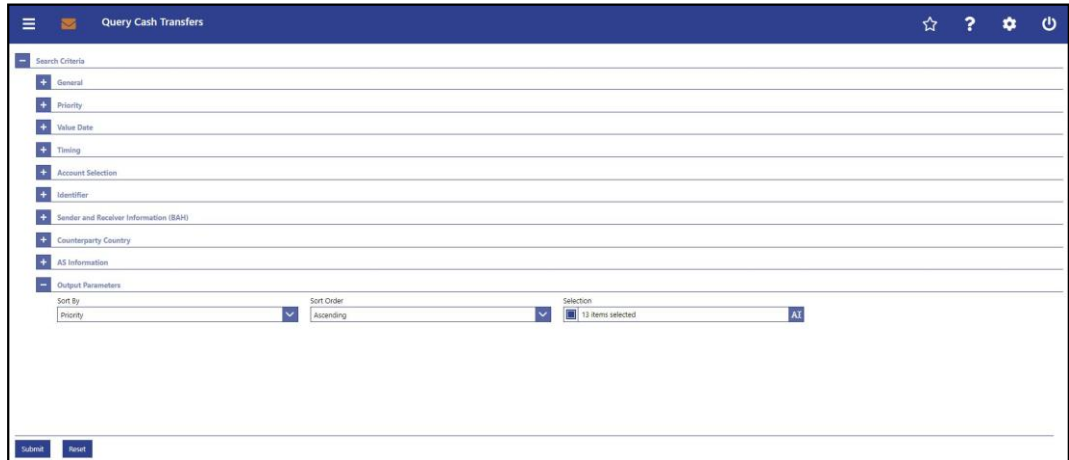 Query Cash Transfers
?
Search Criteria
General
Priority
Value Date
Timing
Account Selection
Identifier
Sender and Receiver Information (BAH)
Counterparty Country
AS Information
Output Parameters
Sort By Sort Order Selection
Priority Ascending 13 items selected AI
Submit Reset